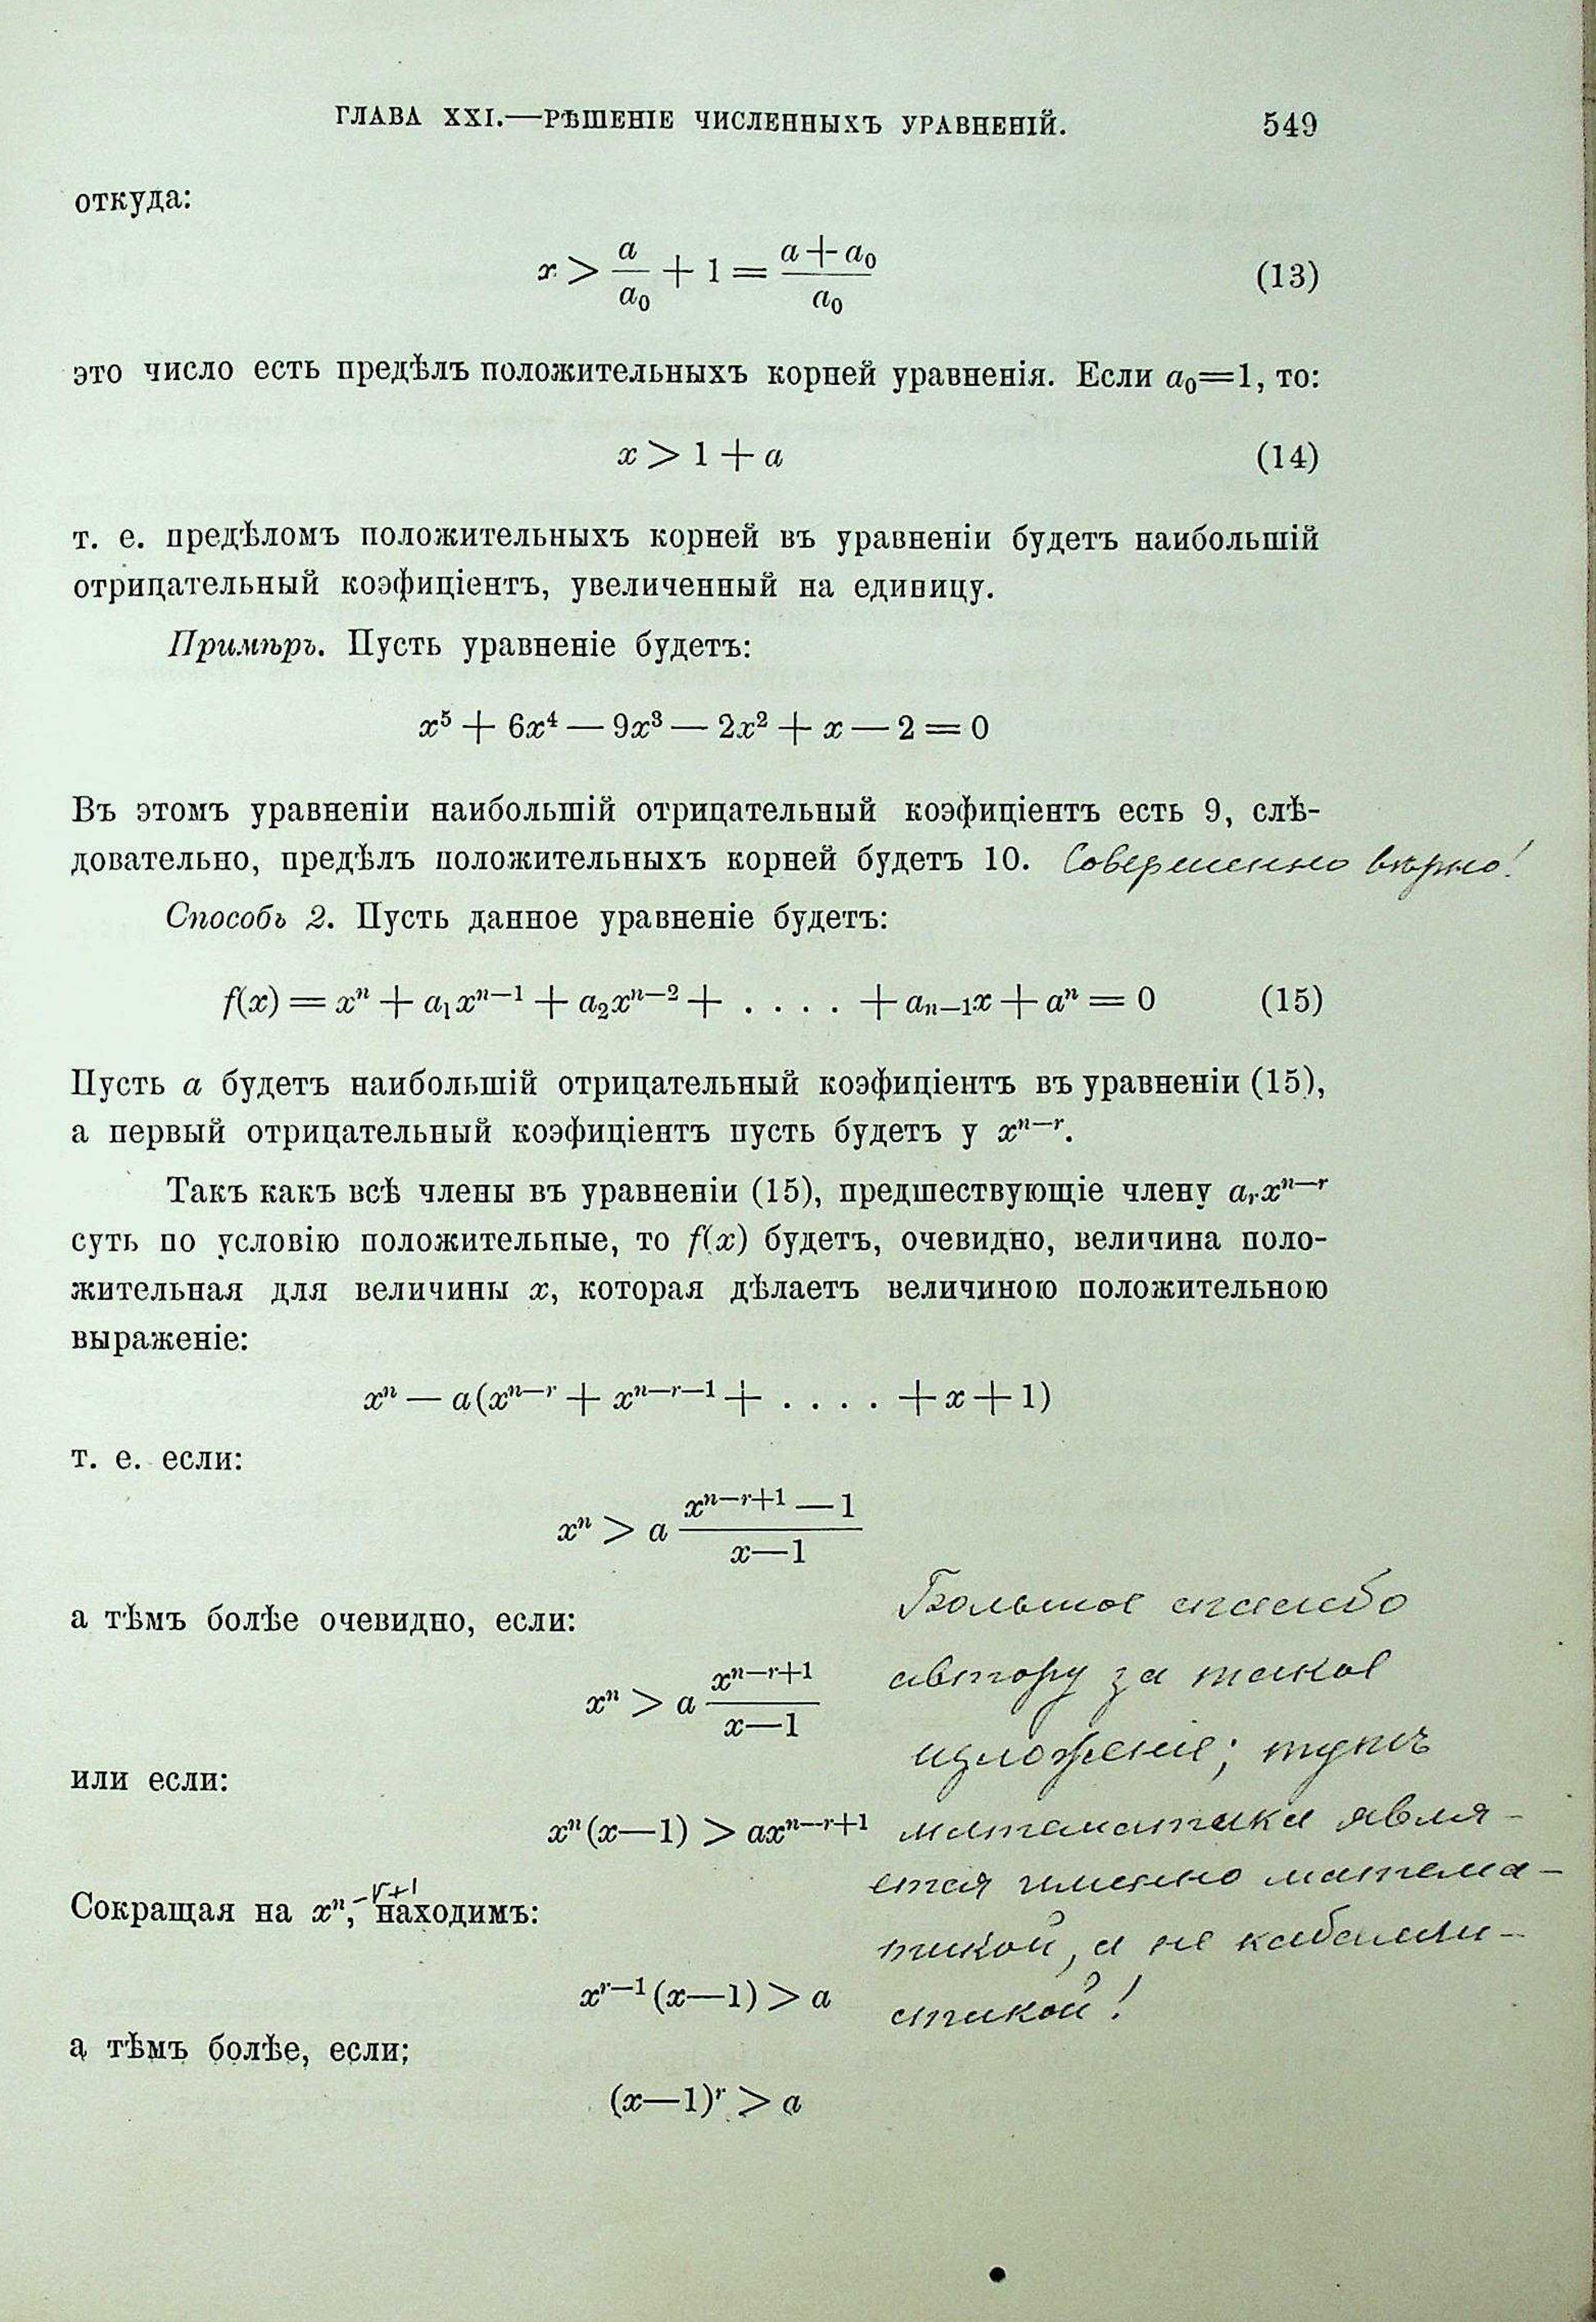 ГЛАВА XXI.—РѢШЕНІЕ ЧИСЛЕННЫХЪ УРАВНЕНІЙ. 549
откуда:
x > a/a₀ + 1 = (a + a₀)/a₀ (13)
это число есть предѣлъ положительныхъ корней уравненія. Если a₀=1, то:
x > 1 + a (14)
т. е. предѣломъ положительныхъ корней въ уравненіи будетъ наибольшій
отрицательный коэфиціентъ, увеличенный на единицу.
Примѣръ. Пусть уравненіе будетъ:
x⁵ + 6x⁴ — 9x³ — 2x² + x — 2 = 0
Въ этомъ уравненіи наибольшій отрицательный коэфиціентъ есть 9, слѣ-
довательно, предѣлъ положительныхъ корней будетъ 10. Совершенно вѣрно!
Способъ 2. Пусть данное уравненіе будетъ:
f(x) = xⁿ + a₁xⁿ⁻¹ + a₂xⁿ⁻² + . . . . + aₙ₋₁x + aⁿ = 0 (15)
Пусть a будетъ наибольшій отрицательный коэфиціентъ въ уравненіи (15),
а первый отрицательный коэфиціентъ пусть будетъ у xⁿ⁻ʳ.
Такъ какъ всѣ члены въ уравненіи (15), предшествующіе члену aᵣxⁿ⁻ʳ
суть по условію положительные, то f(x) будетъ, очевидно, величина поло-
жительная для величины x, которая дѣлаетъ величиною положительною
выраженіе:
xⁿ — a(xⁿ⁻ʳ + xⁿ⁻ʳ⁻¹ + . . . . + x + 1)
т. е. если:
xⁿ > a (xⁿ⁻ʳ⁺¹ — 1)/(x—1)
а тѣмъ болѣе очевидно, если:
xⁿ > a xⁿ⁻ʳ⁺¹/(x—1)
или если:
xⁿ(x—1) > axⁿ⁻ʳ⁺¹
Сокращая на xⁿ⁻ʳ⁺¹, находимъ:
xʳ⁻¹(x—1) > a
а тѣмъ болѣе, если;
(x—1)ʳ > a
Большое спасибо
автору за такое
изложеніе; тутъ
математика явля-
ется именно матема-
тикой, а не кабали-
стикой!